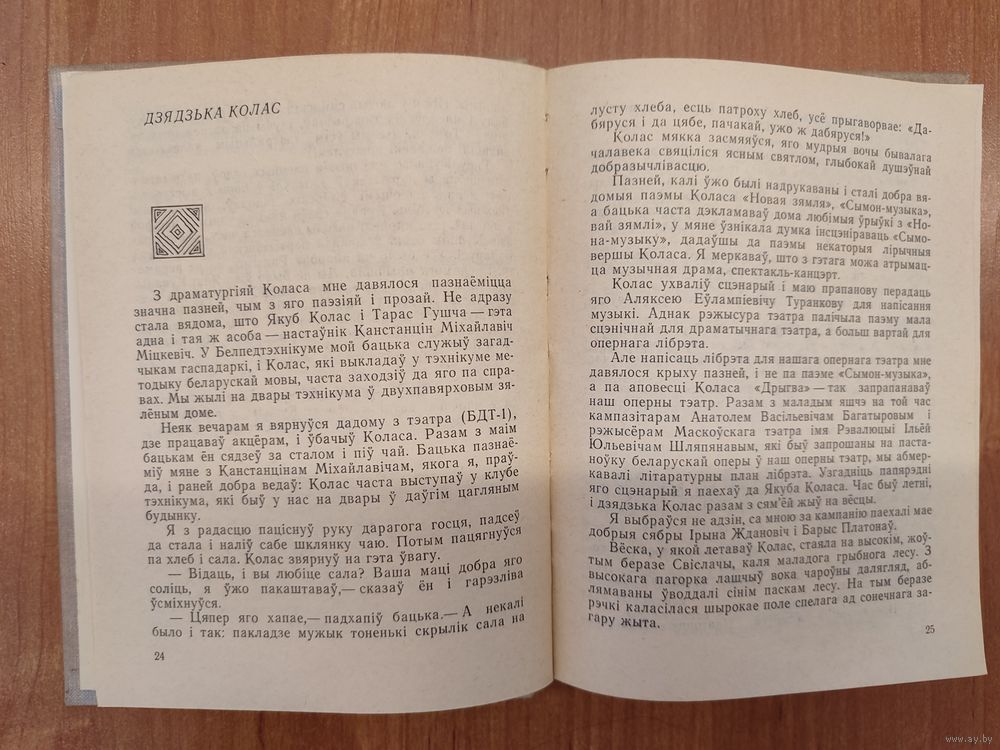 ДЗЯДЗЬКА КОЛАС
З драматургіяй Коласа мне давялося пазнаёміцца
значна пазней, чым з яго паэзіяй і прозай. Не адразу
стала вядома, што Якуб Колас і Тарас Гушча — гэта
адна і тая ж асоба — настаўнік Канстанцін Міхайлавіч
Міцкевіч. У Белпедтэхнікуме мой бацька служыў загад-
чыкам гаспадаркі, і Колас, які выкладаў у тэхнікуме ме-
тодыку беларускай мовы, часта заходзіў да яго па спра-
вах. Мы жылі на двары тэхнікума ў двухпавярховым зя-
лёным доме.
Неяк вечарам я вярнуўся дадому з тэатра (БДТ-1),
дзе працаваў акцёрам, і ўбачыў Коласа. Разам з маім
бацькам ён сядзеў за сталом і піў чай. Бацька пазнаё-
міў мяне з Канстанцінам Міхайлавічам, якога я, праў-
да, і раней добра ведаў: Колас часта выступаў у клубе
тэхнікума, які быў у нас на двары ў даўгім цагляным
будынку.
Я з радасцю паціснуў руку дарагога госця, падсеў
да стала і наліў сабе шклянку чаю. Потым пацягнуўся
па хлеб і сала. Колас звярнуў на гэта ўвагу.
— Відаць, і вы любіце сала? Ваша маці добра яго
соліць, я ўжо пакаштаваў,— сказаў ён і гарэзліва
ўсміхнуўся.
— Цяпер яго хапае,— падхапіў бацька.— А некалі
было і так: пакладзе мужык тоненькі скрылік сала на
24
лусту хлеба, есць патроху хлеб, усё прыгаворвае: «Да-
бяруся і да цябе, пачакай, ужо ж дабяруся!»
Колас мякка засмяяўся, яго мудрыя вочы бывалага
чалавека свяціліся ясным святлом, глыбокай душэўнай
добразычлівасцю.
Пазней, калі ўжо былі надрукаваны і сталі добра вя-
домыя паэмы Коласа «Новая зямля», «Сымон-музыка»,
а бацька часта дэкламаваў дома любімыя ўрыўкі з «Но-
вай зямлі», у мяне ўзнікала думка інсцэніраваць «Сымо-
на-музыку», дадаўшы да паэмы некаторыя лірычныя
вершы Коласа. Я меркаваў, што з гэтага можа атрымац-
ца музычная драма, спектакль-канцэрт.
Колас ухваліў сцэнарый і маю прапанову перадаць
яго Аляксею Еўлампіевічу Туранкову для напісання
музыкі. Аднак рэжысура тэатра палічыла паэму мала
сцэнічнай для драматычнага тэатра, а больш вартай для
опернага лібрэта.
Але напісаць лібрэта для нашага опернага тэатра мне
давялося крыху пазней, і не па паэме «Сымон-музыка»,
а па аповесці Коласа «Дрыгва» — так запрапанаваў
наш оперны тэатр. Разам з маладым яшчэ на той час
кампазітарам Анатолем Васільевічам Багатыровым і
рэжысёрам Маскоўскага тэатра імя Рэвалюцыі Ільёй
Юльевічам Шляпянавым, які быў запрошаны на паста-
ноўку беларускай оперы ў наш оперны тэатр, мы абмер-
кавалі літаратурны план лібрэта. Узгадніць папярэдні
яго сцэнарый я паехаў да Якуба Коласа. Час быў летні,
і дзядзька Колас разам з сям’ёй жыў на вёсцы.
Я выбраўся не адзін, са мною за кампанію паехалі мае
добрыя сябры Ірына Ждановіч і Барыс Платонаў.
Вёска, у якой летаваў Колас, стаяла на высокім, жоў-
тым беразе Свіслачы, каля маладога грыбнога лесу. З
высокага пагорка лашчыў вока чароўны далягляд, аб-
лямаваны ўводдалі сінім паскам лесу. На тым беразе
рэчкі каласілася шырокае поле спелага ад сонечнага за-
гару жыта.
25
www.ay.by